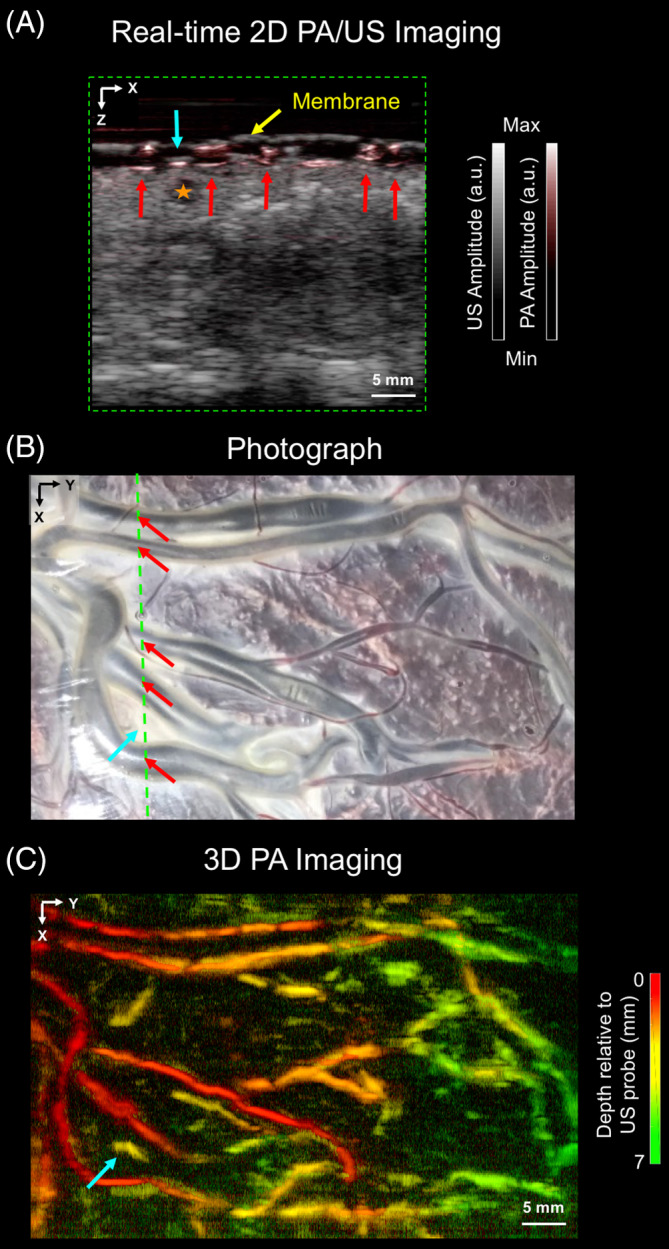 (A)
Real-time 2D PA/US Imaging
X
Z
Membrane
5 mm
Max
US Amplitude (a.u.)
PA Amplitude (a.u.)
Min
(B)
Photograph
Y
X
(C)
3D PA Imaging
Y
X
5 mm
0
Depth relative to
US probe (mm)
7